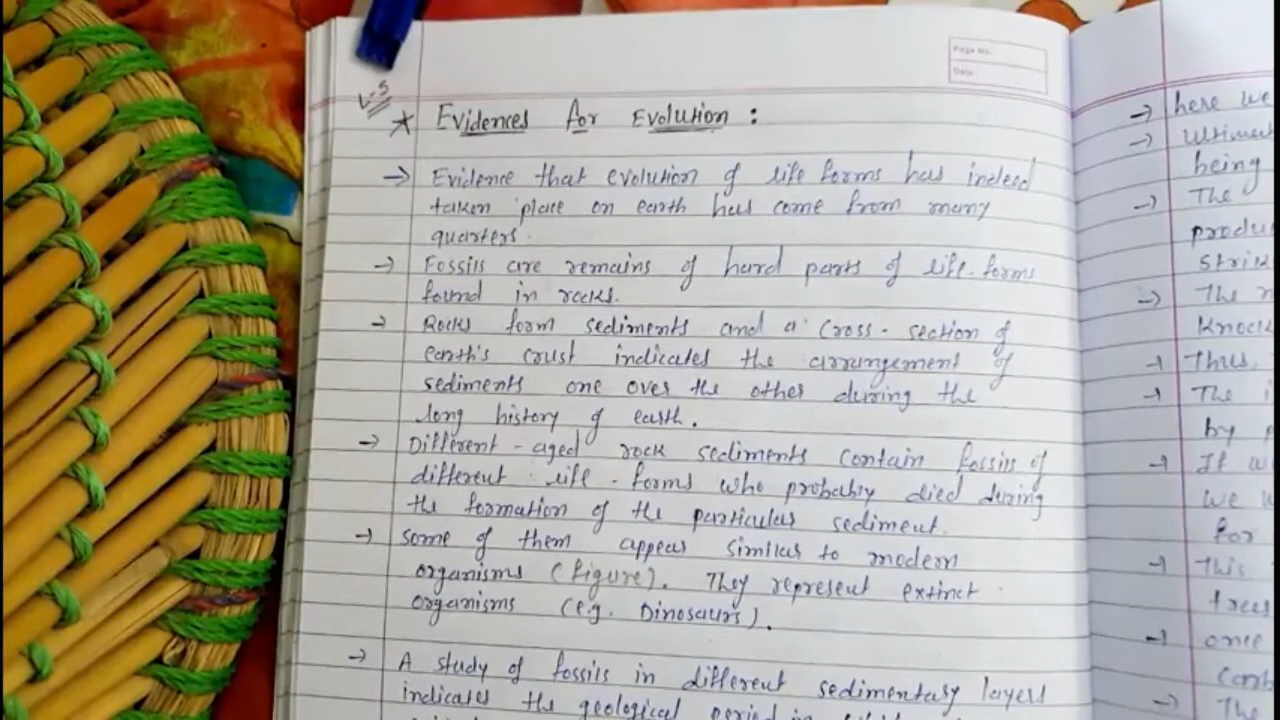 Page No.
Date
V.S
* Evidences for Evolution :
→ Evidence that evolution of life forms has indeed
taken place on earth has come from many
quarters.
→ Fossils are remains of hard parts of life-forms
found in rocks.
→ Rocks form sediments and a cross-section of
earth's crust indicates the arrangement of
sediments one over the other during the
long history of earth.
→ Different-aged rock sediments contain fossils of
different life-forms who probably died during
the formation of the particular sediment.
→ some of them appear similar to modern
organisms (figure). They represent extinct
organisms (e.g. Dinosaurs).
→ A study of fossils in different sedimentary layers
indicates the geological period in
→ here we
→
being
→ The
→ The
→ Thus,
→ The
by
→ If
we
for
→ This
trees
→ once
→ The